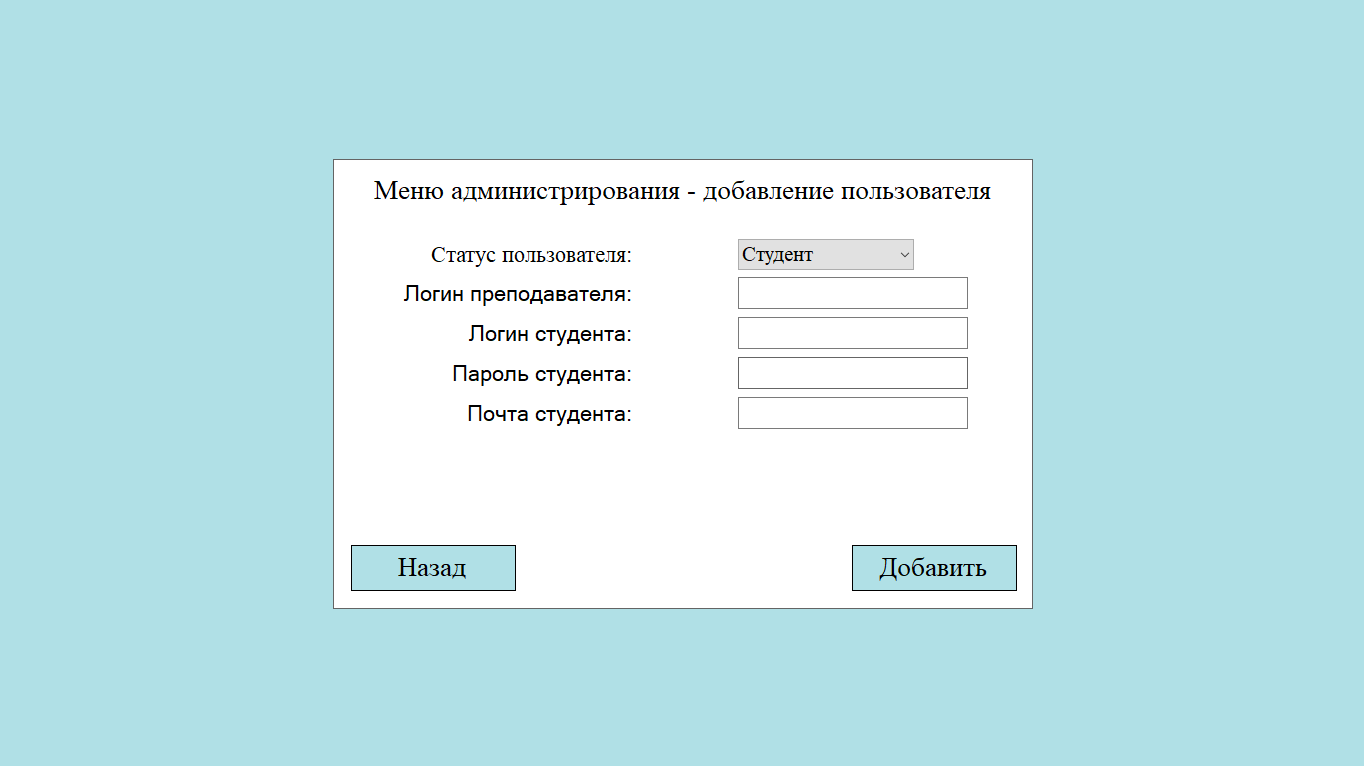 Меню администрирования - добавление пользователя
Статус пользователя: Студент
Логин преподавателя:
Логин студента:
Пароль студента:
Почта студента:
Назад Добавить